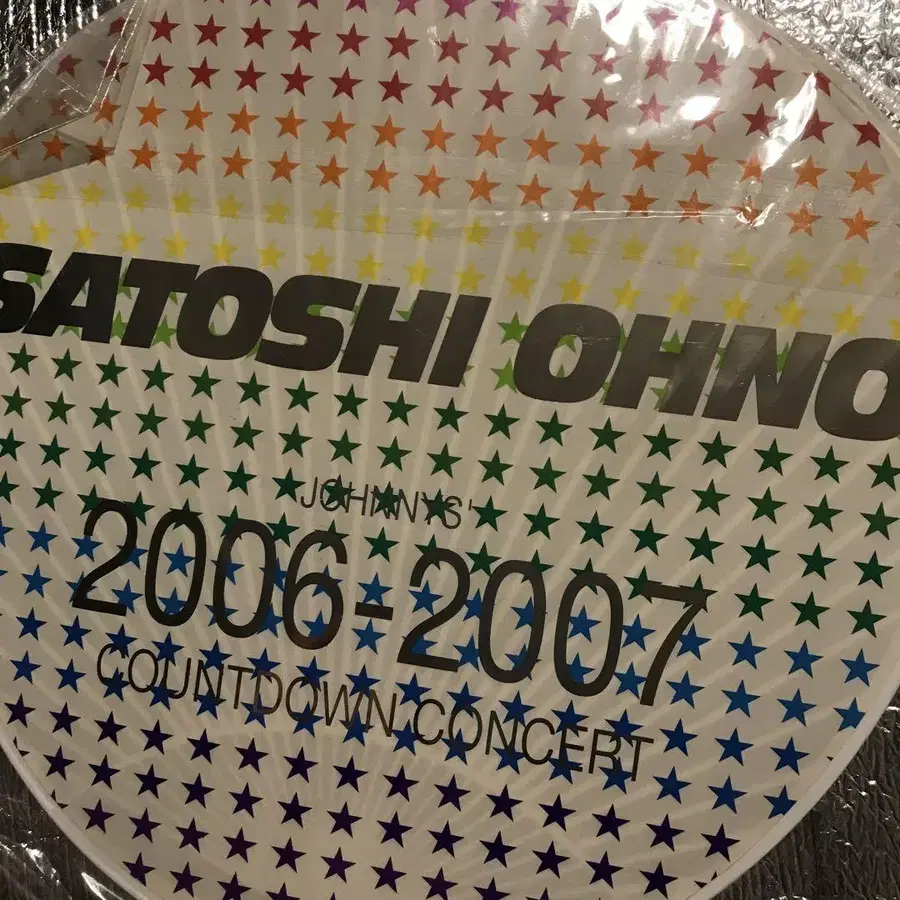 SATOSHI OHNO
JOHNNYS'
2006-2007
COUNTDOWN CONCERT